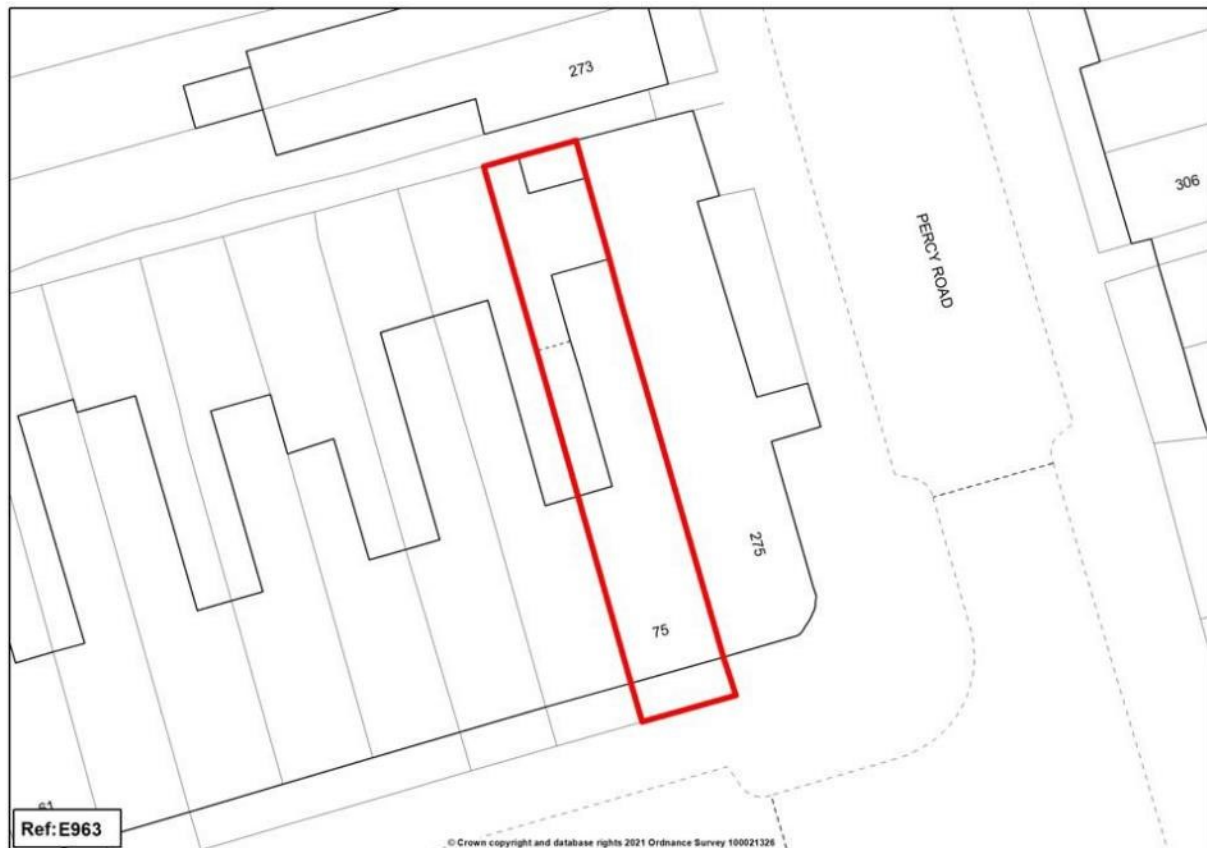 273
306
PERCY ROAD
275
75
61
Ref:E963
© Crown copyright and database rights 2021 Ordnance Survey 100021326